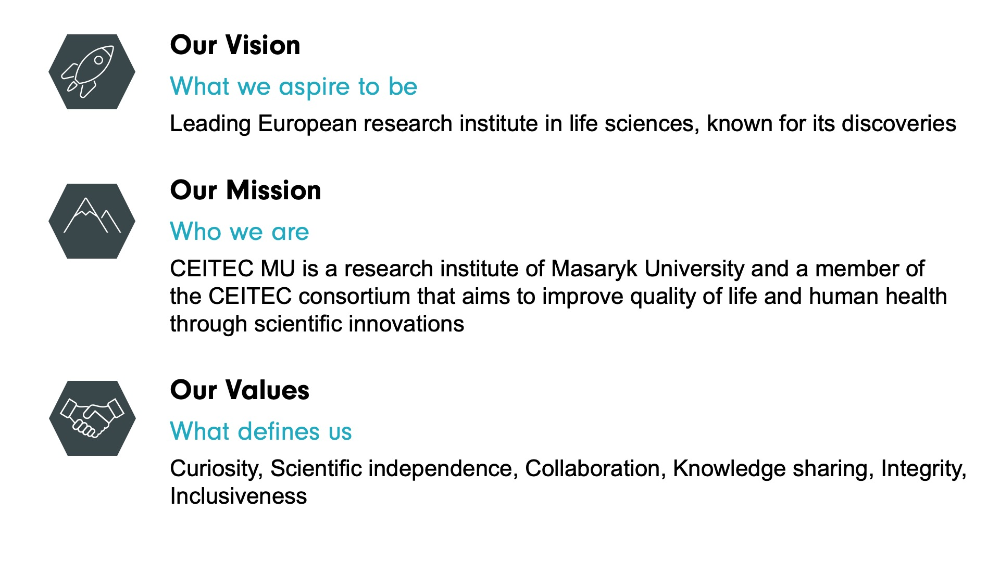 Our Vision
What we aspire to be
Leading European research institute in life sciences, known for its discoveries
Our Mission
Who we are
CEITEC MU is a research institute of Masaryk University and a member of
the CEITEC consortium that aims to improve quality of life and human health
through scientific innovations
Our Values
What defines us
Curiosity, Scientific independence, Collaboration, Knowledge sharing, Integrity,
Inclusiveness